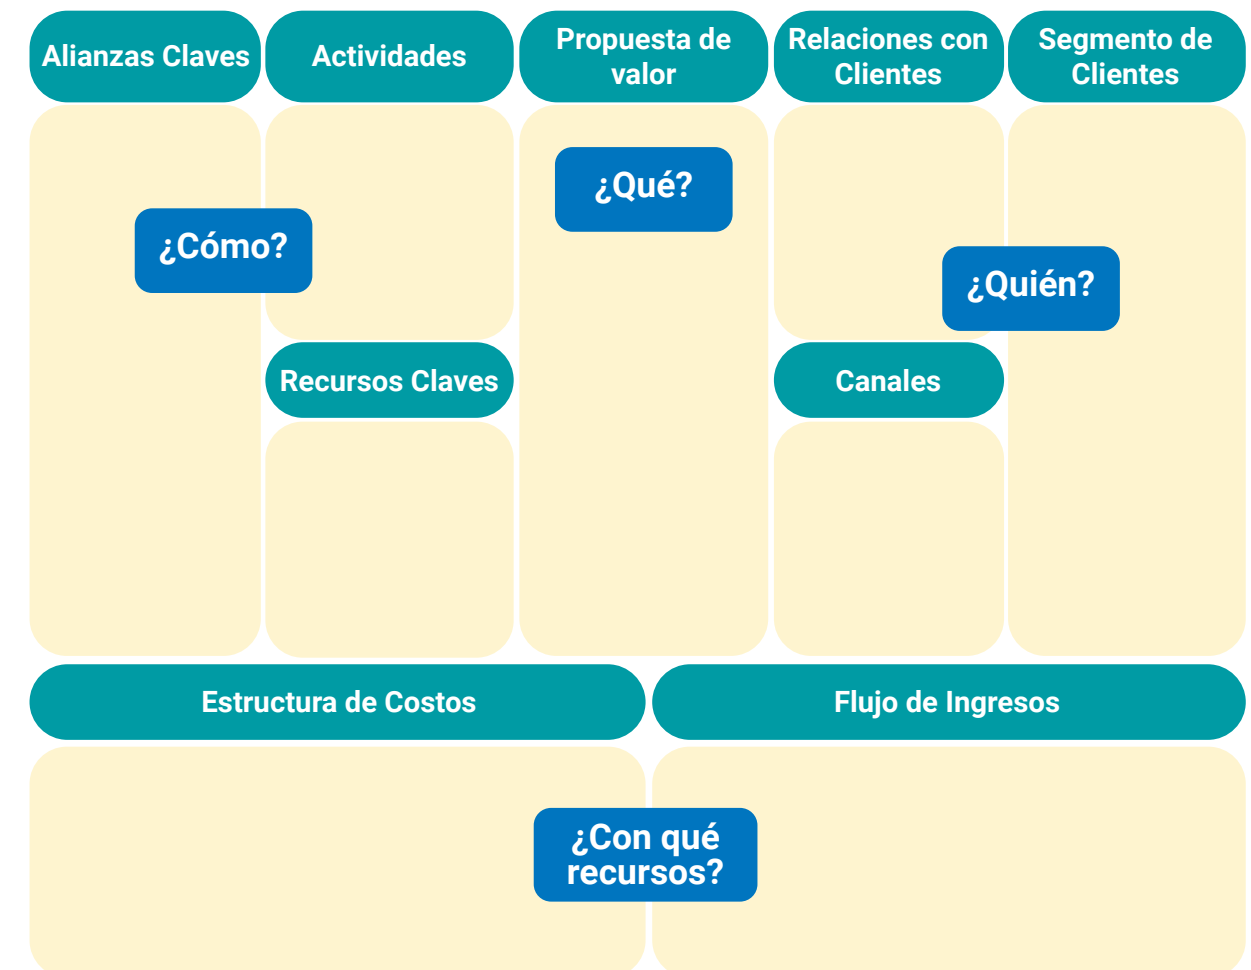 Alianzas Claves
Actividades
Propuesta de
valor
Relaciones con
Clientes
Segmento de
Clientes
¿Qué?
¿Cómo?
¿Quién?
Recursos Claves
Canales
Estructura de Costos
Flujo de Ingresos
¿Con qué
recursos?